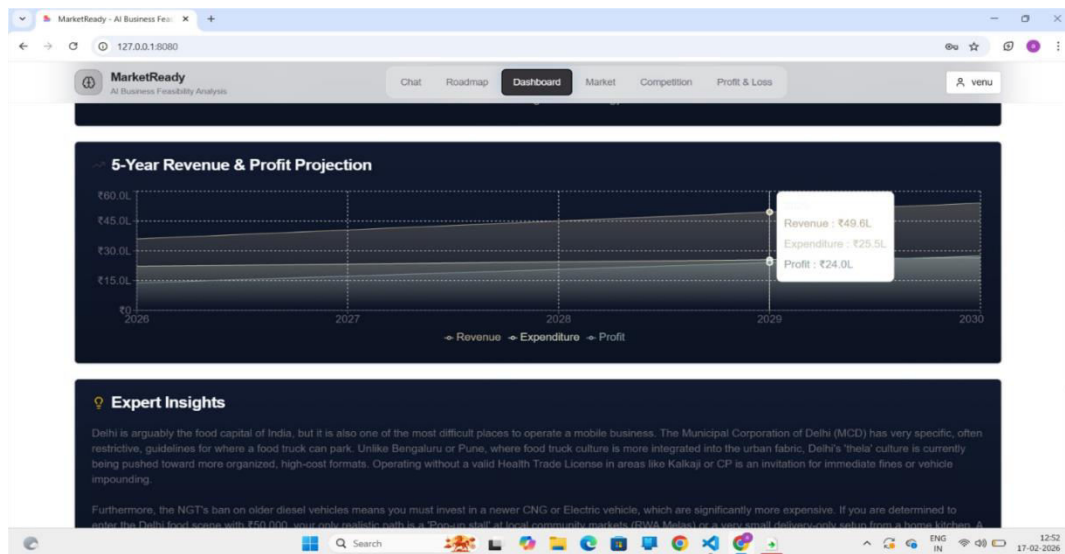 MarketReady - AI Business Feas
127.0.0.1:8080
MarketReady
AI Business Feasibility Analysis
Chat Roadmap Dashboard Market Competition Profit & Loss
venu
5-Year Revenue & Profit Projection
₹60.0L
₹45.0L
₹30.0L
₹15.0L
₹0
2026 2027 2028 2029 2030
Revenue : ₹49.6L
Expenditure : ₹25.5L
Profit : ₹24.0L
Revenue Expenditure Profit
Expert Insights
Delhi is arguably the food capital of India, but it is also one of the most difficult places to operate a mobile business. The Municipal Corporation of Delhi (MCD) has very specific, often
restrictive, guidelines for where a food truck can park. Unlike Bengaluru or Pune, where food truck culture is more integrated into the urban fabric, Delhi's 'thela' culture is currently
being pushed toward more organized, high-cost formats. Operating without a valid Health Trade License in areas like Kalkaji or CP is an invitation for immediate fines or vehicle
impounding.
Furthermore, the NGT's ban on older diesel vehicles means you must invest in a newer CNG or Electric vehicle, which are significantly more expensive. If you are determined to
enter the Delhi food scene with ₹50,000, your only realistic path is a 'Pop-up stall' at local community markets (RWA Melas) or a very small delivery-only setup from a home kitchen. A
Search
ENG
IN
12:52
17-02-2026